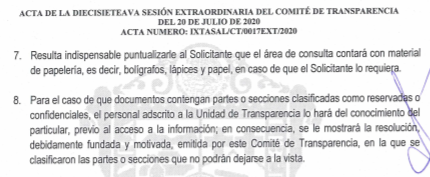 ACTA DE LA DIECISIETEAVA SESIÓN EXTRAORDINARIA DEL COMITÉ DE TRANSPARENCIA
DEL 20 DE JULIO DE 2020
ACTA NUMERO: IXTASAL/CT/0017EXT/2020
7. Resulta indispensable puntualizarle al Solicitante que el área de consulta contará con material
de papelería, es decir, bolígrafos, lápices y papel, en caso de que el Solicitante lo requiera.
8. Para el caso de que documentos contengan partes o secciones clasificadas como reservadas o
confidenciales, el personal adscrito a la Unidad de Transparencia lo hará del conocimiento del
particular, previo al acceso a la información; en consecuencia, se le mostrará la resolución,
debidamente fundada y motivada, emitida por este Comité de Transparencia, en la que se
clasificaron las partes o secciones que no podrán dejarse a la vista.